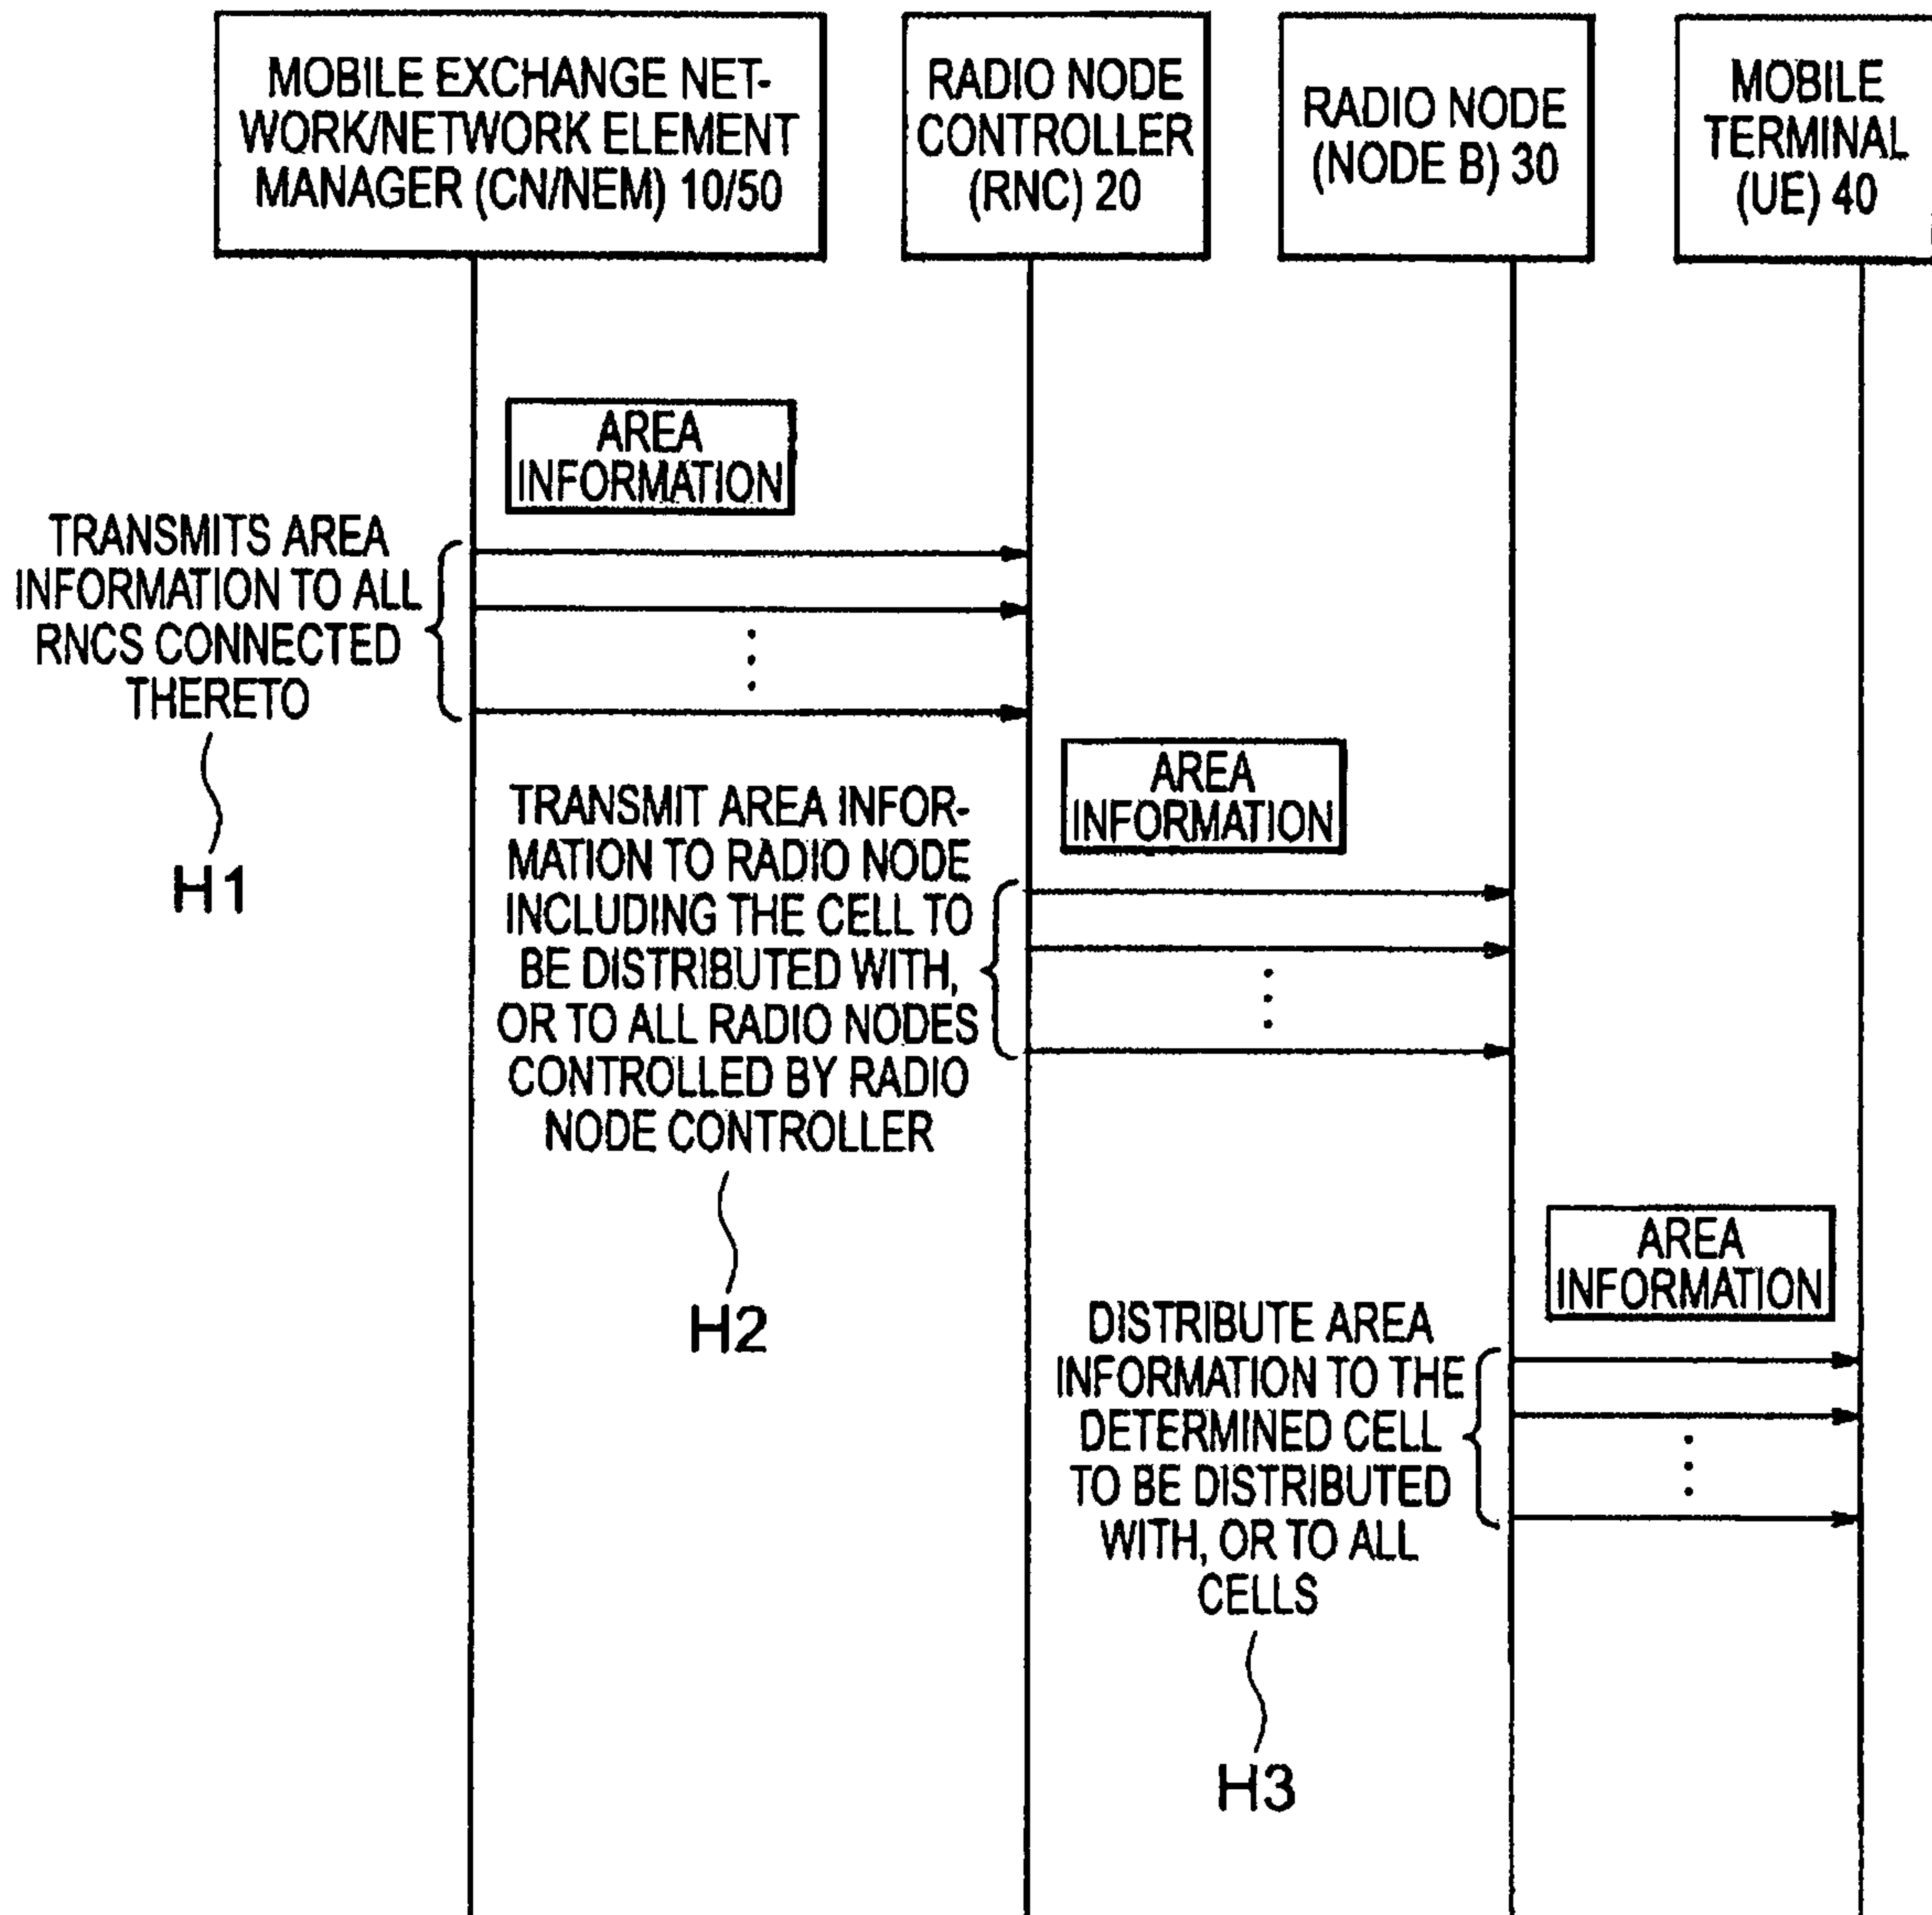 MOBILE EXCHANGE NET-
WORK/NETWORK ELEMENT
MANAGER (CN/NEM) 10/50
RADIO NODE
CONTROLLER
(RNC) 20
RADIO NODE
(NODE B) 30
MOBILE
TERMINAL
(UE) 40
AREA
INFORMATION
TRANSMITS AREA
INFORMATION TO ALL
RNCS CONNECTED
THERETO
H1
AREA
INFORMATION
TRANSMIT AREA INFOR-
MATION TO RADIO NODE
INCLUDING THE CELL TO
BE DISTRIBUTED WITH,
OR TO ALL RADIO NODES
CONTROLLED BY RADIO
NODE CONTROLLER
H2
AREA
INFORMATION
DISTRIBUTE AREA
INFORMATION TO THE
DETERMINED CELL
TO BE DISTRIBUTED
WITH, OR TO ALL
CELLS
H3